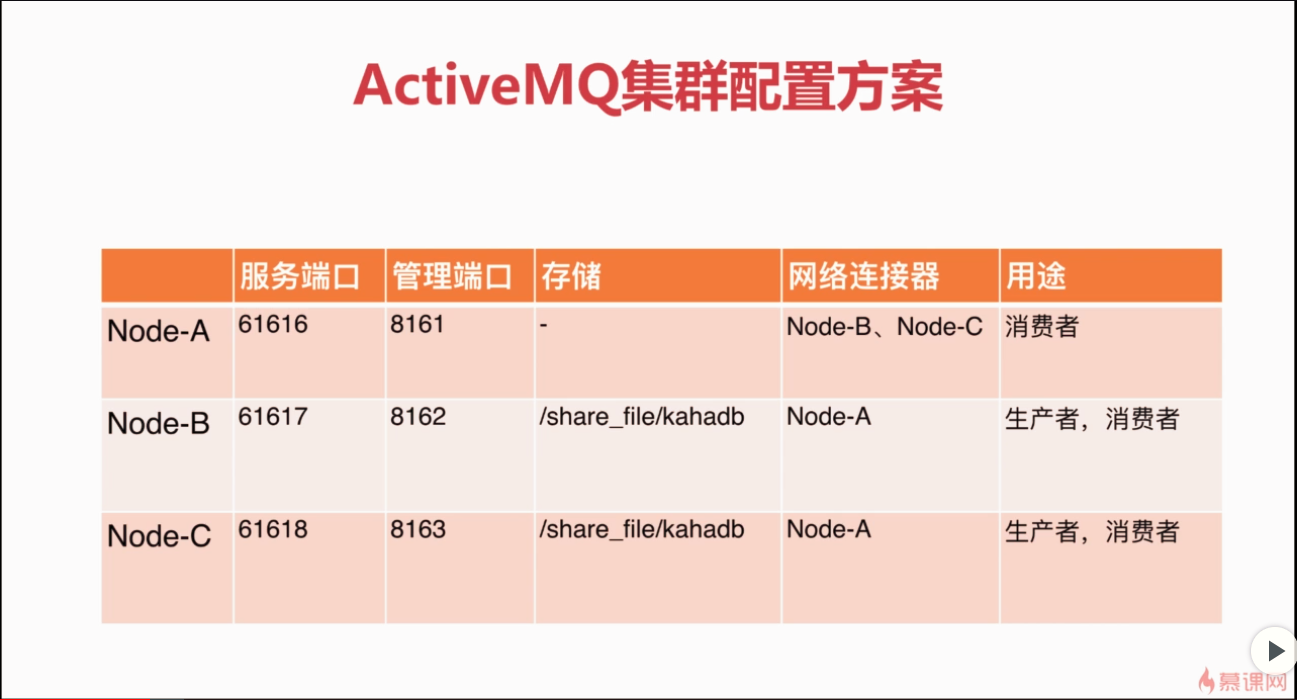 ActiveMQ集群配置方案
服务端口 管理端口 存储 网络连接器 用途
Node-A 61616 8161 - Node-B、Node-C 消费者
Node-B 61617 8162 /share_file/kahadb Node-A 生产者，消费者
Node-C 61618 8163 /share_file/kahadb Node-A 生产者，消费者
慕课网